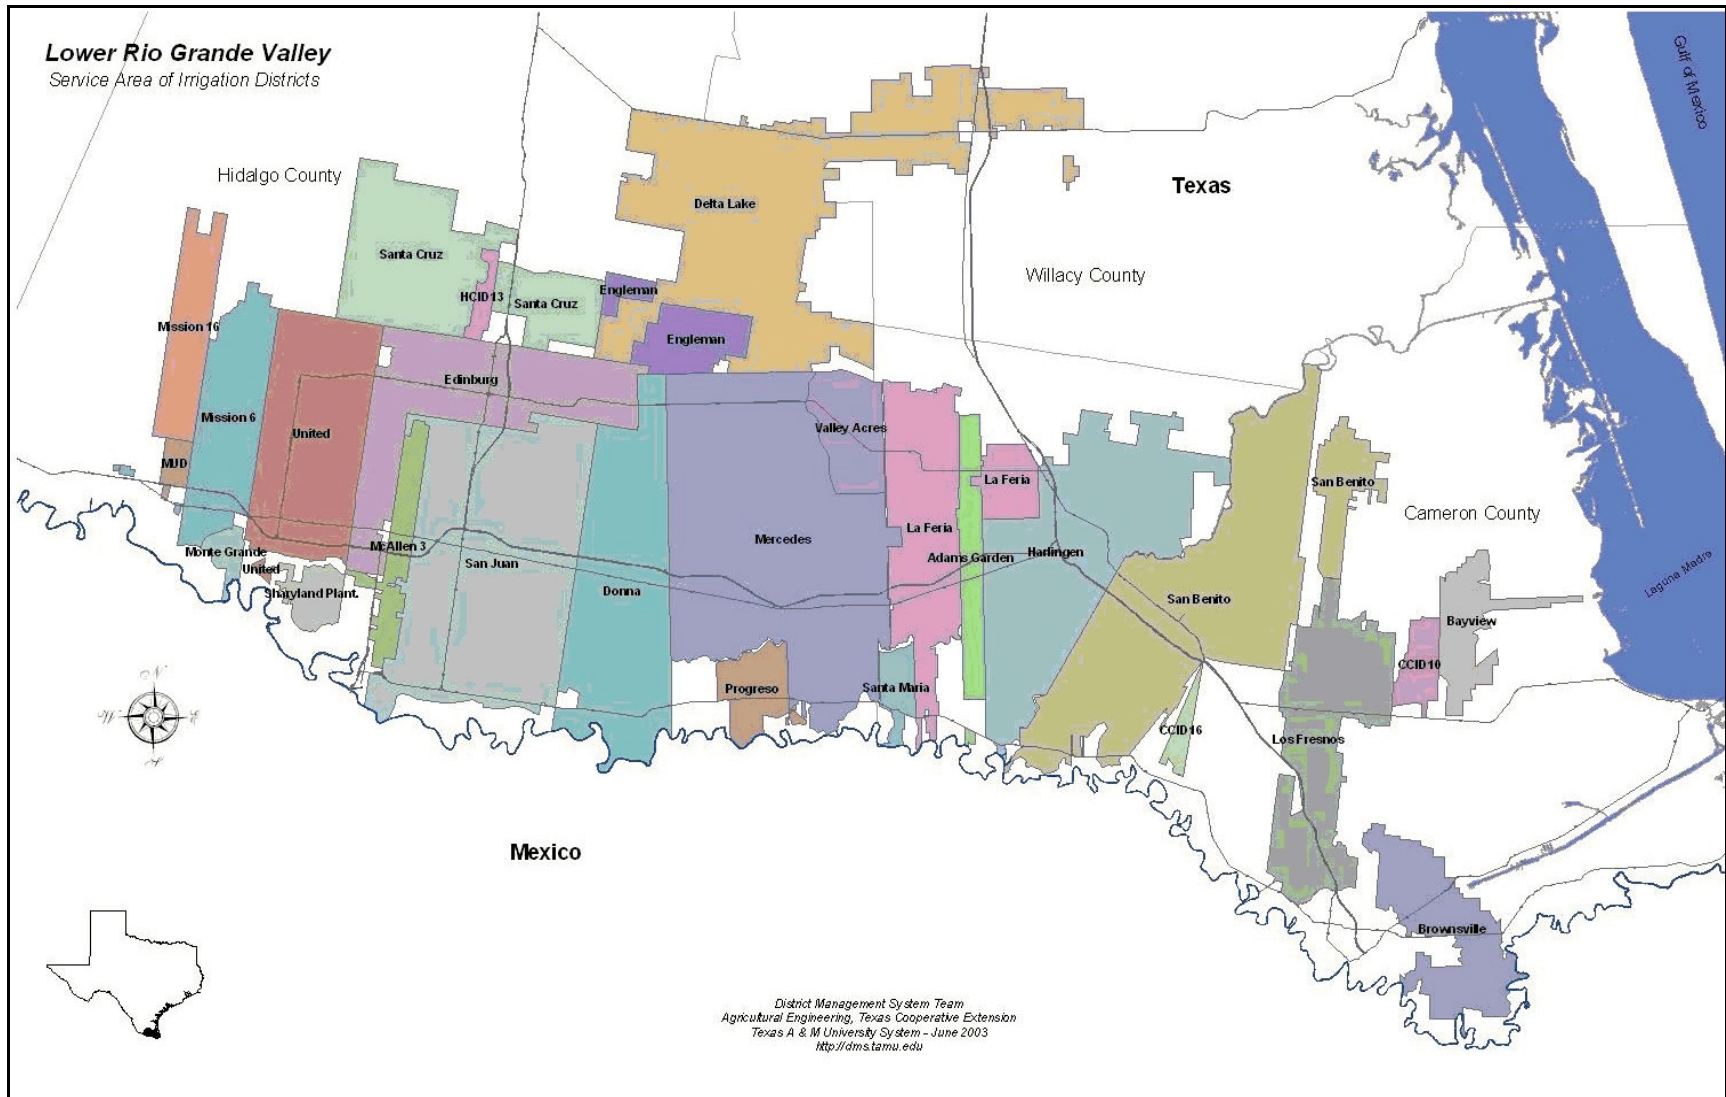 Lower Rio Grande Valley
Service Area of Irrigation Districts
Gulf of Mexico
Hidalgo County
Texas
Delta Lake
Santa Cruz
Willacy County
HCID13
Santa Cruz
Engleman
Mission 16
Engleman
Edinburg
Mission 6
United
Valley Acres
MUD
La Feria
San Benito
Cameron County
La Feria
Mercedes
McAllen 3
Monte Grande
San Juan
Adams Garden
Harlingen
United
Sharyland Plant.
Donna
San Benito
Laguna Madre
Bayview
CCID10
Progreso
Santa Maria
CCID16
Los Fresnos
N
W
E
S
Mexico
Brownsville
District Management System Team
Agricultural Engineering, Texas Cooperative Extension
Texas A & M University System - June 2003
http://dms.tamu.edu